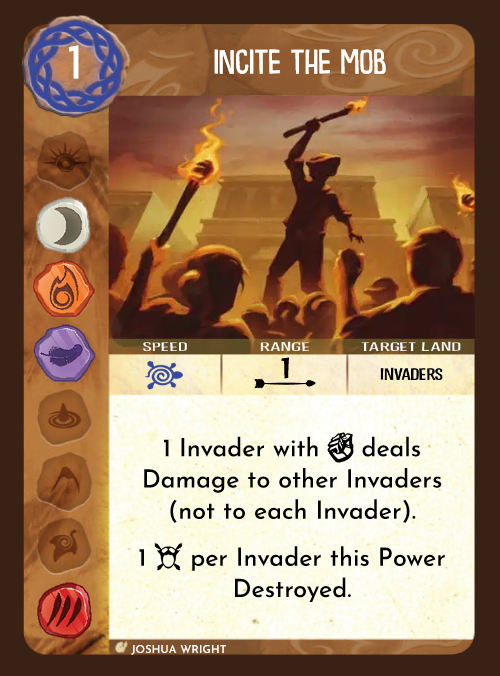 1
INCITE THE MOB
SPEED RANGE TARGET LAND
1
INVADERS
1 Invader with deals
Damage to other Invaders
(not to each Invader).
1 per Invader this Power
Destroyed.
JOSHUA WRIGHT